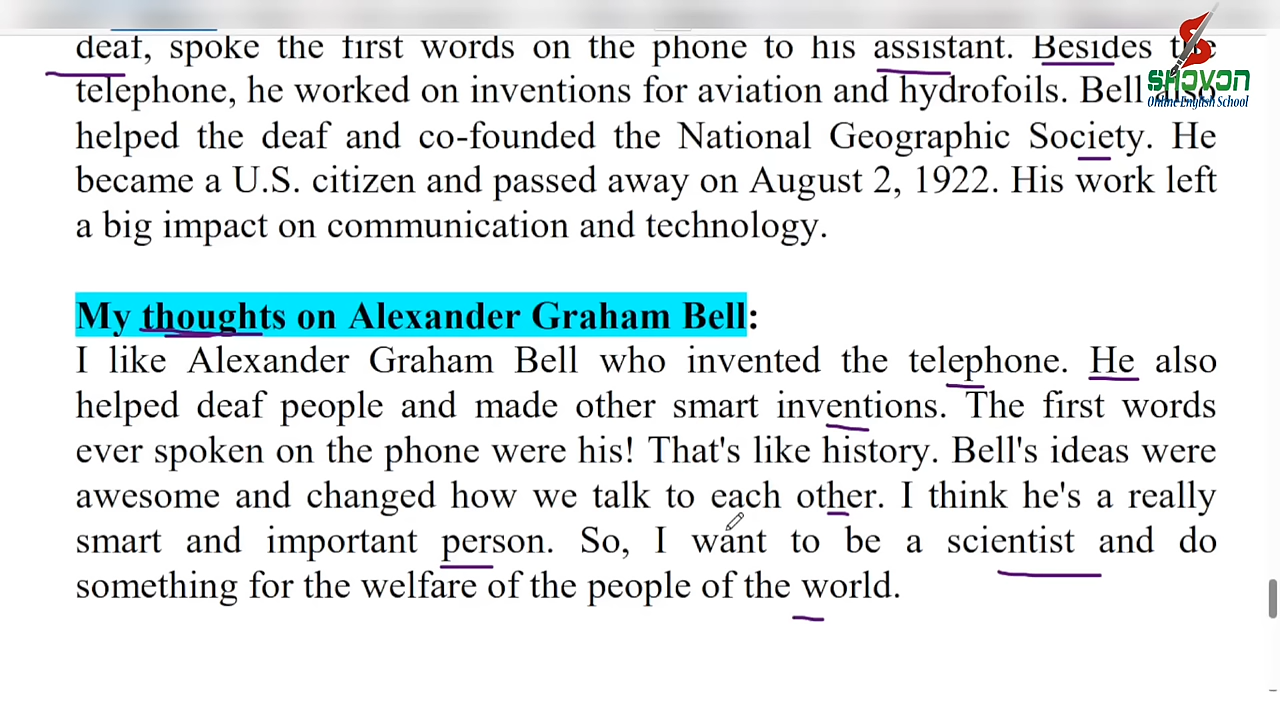 deaf, spoke the first words on the phone to his assistant. Besides the
telephone, he worked on inventions for aviation and hydrofoils. Bell also
helped the deaf and co-founded the National Geographic Society. He
became a U.S. citizen and passed away on August 2, 1922. His work left
a big impact on communication and technology.
My thoughts on Alexander Graham Bell:
I like Alexander Graham Bell who invented the telephone. He also
helped deaf people and made other smart inventions. The first words
ever spoken on the phone were his! That's like history. Bell's ideas were
awesome and changed how we talk to each other. I think he's a really
smart and important person. So, I want to be a scientist and do
something for the welfare of the people of the world.
SHOVON
Online English School